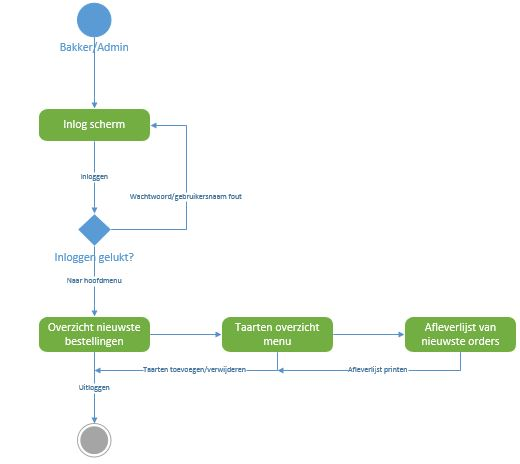 Bakker/Admin
Inlog scherm
Inloggen
Wachtwoord/gebruikersnaam fout
Inloggen gelukt?
Naar hoofdmenu
Overzicht nieuwste
bestellingen
Taarten overzicht
menu
Afleverlijst van
nieuwste orders
Taarten toevoegen/verwijderen
Afleverlijst printen
Uitloggen